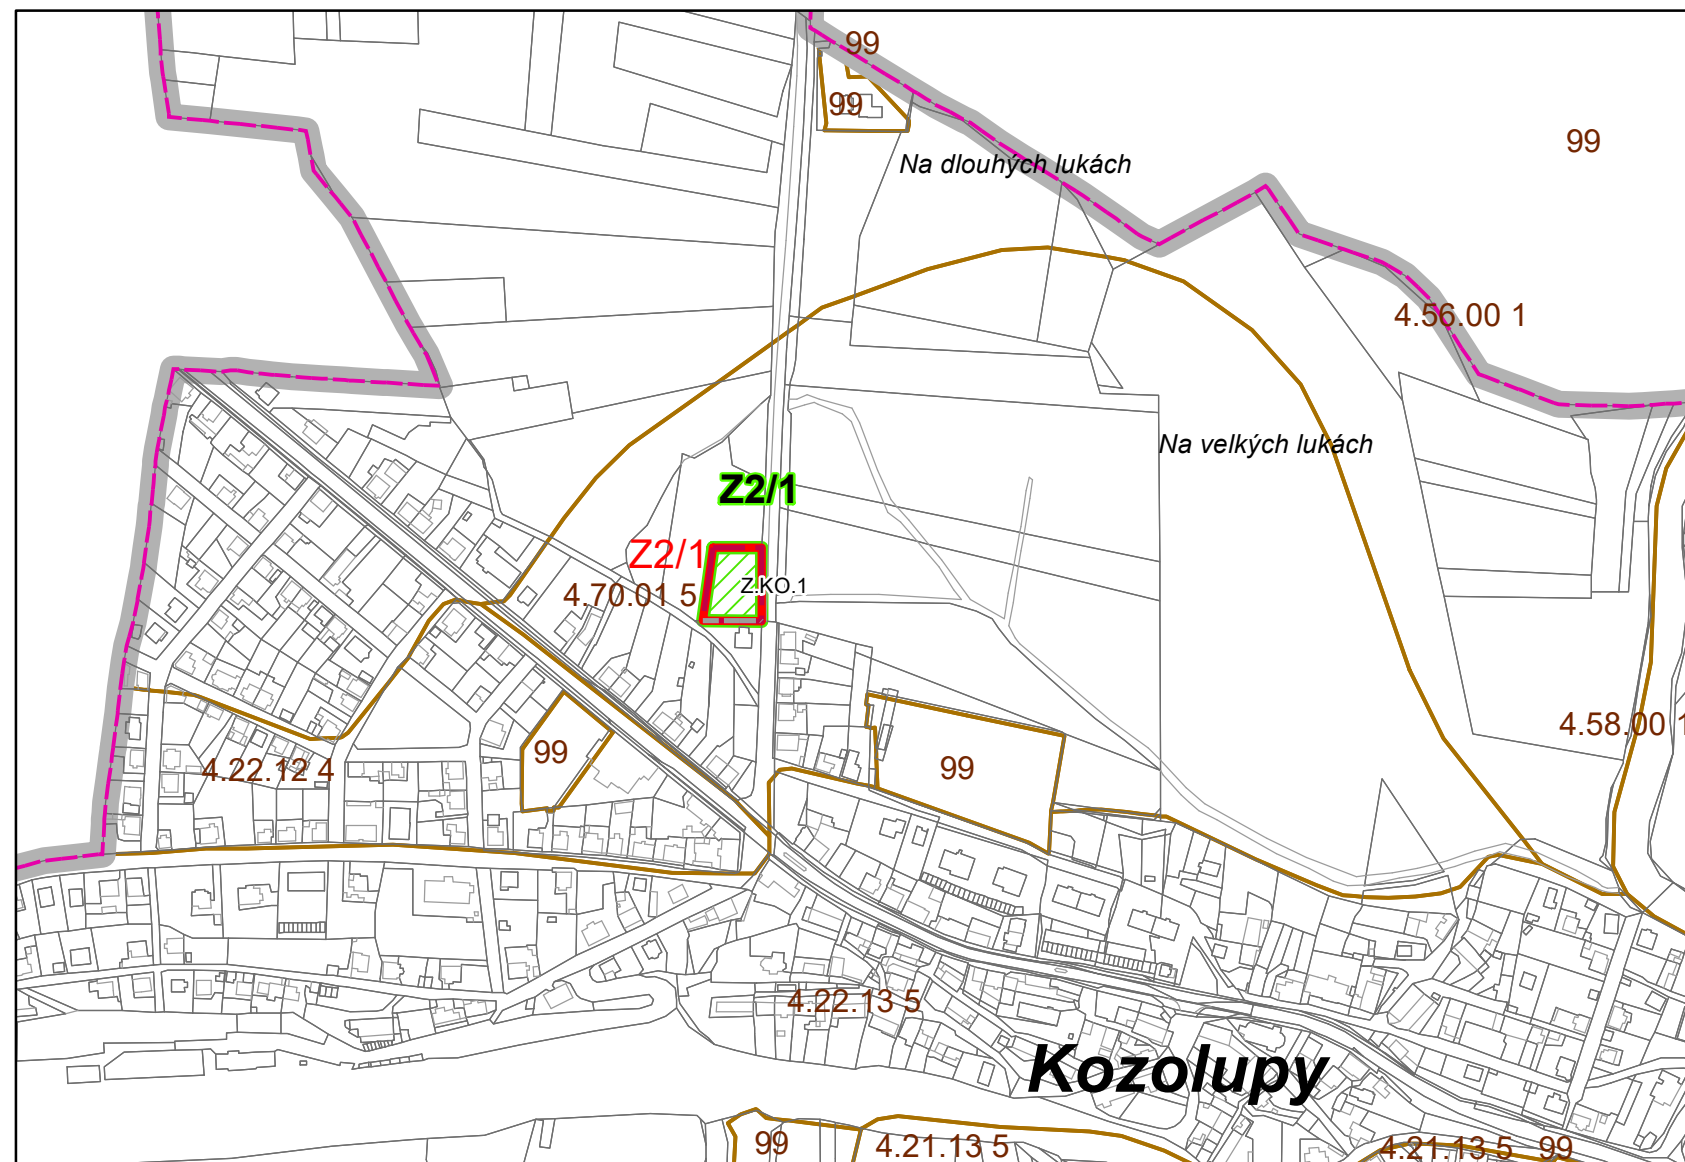 99
99
99
Na dlouhých lukách
4.56.00 1
Na velkých lukách
Z2/1
Z2/1
Z.KO.1
4.70.01 5
4.58.00 1
99
99
4.22.12 4
4.22.13 5
Kozolupy
99
4.21.13 5
4.21.13 5
99